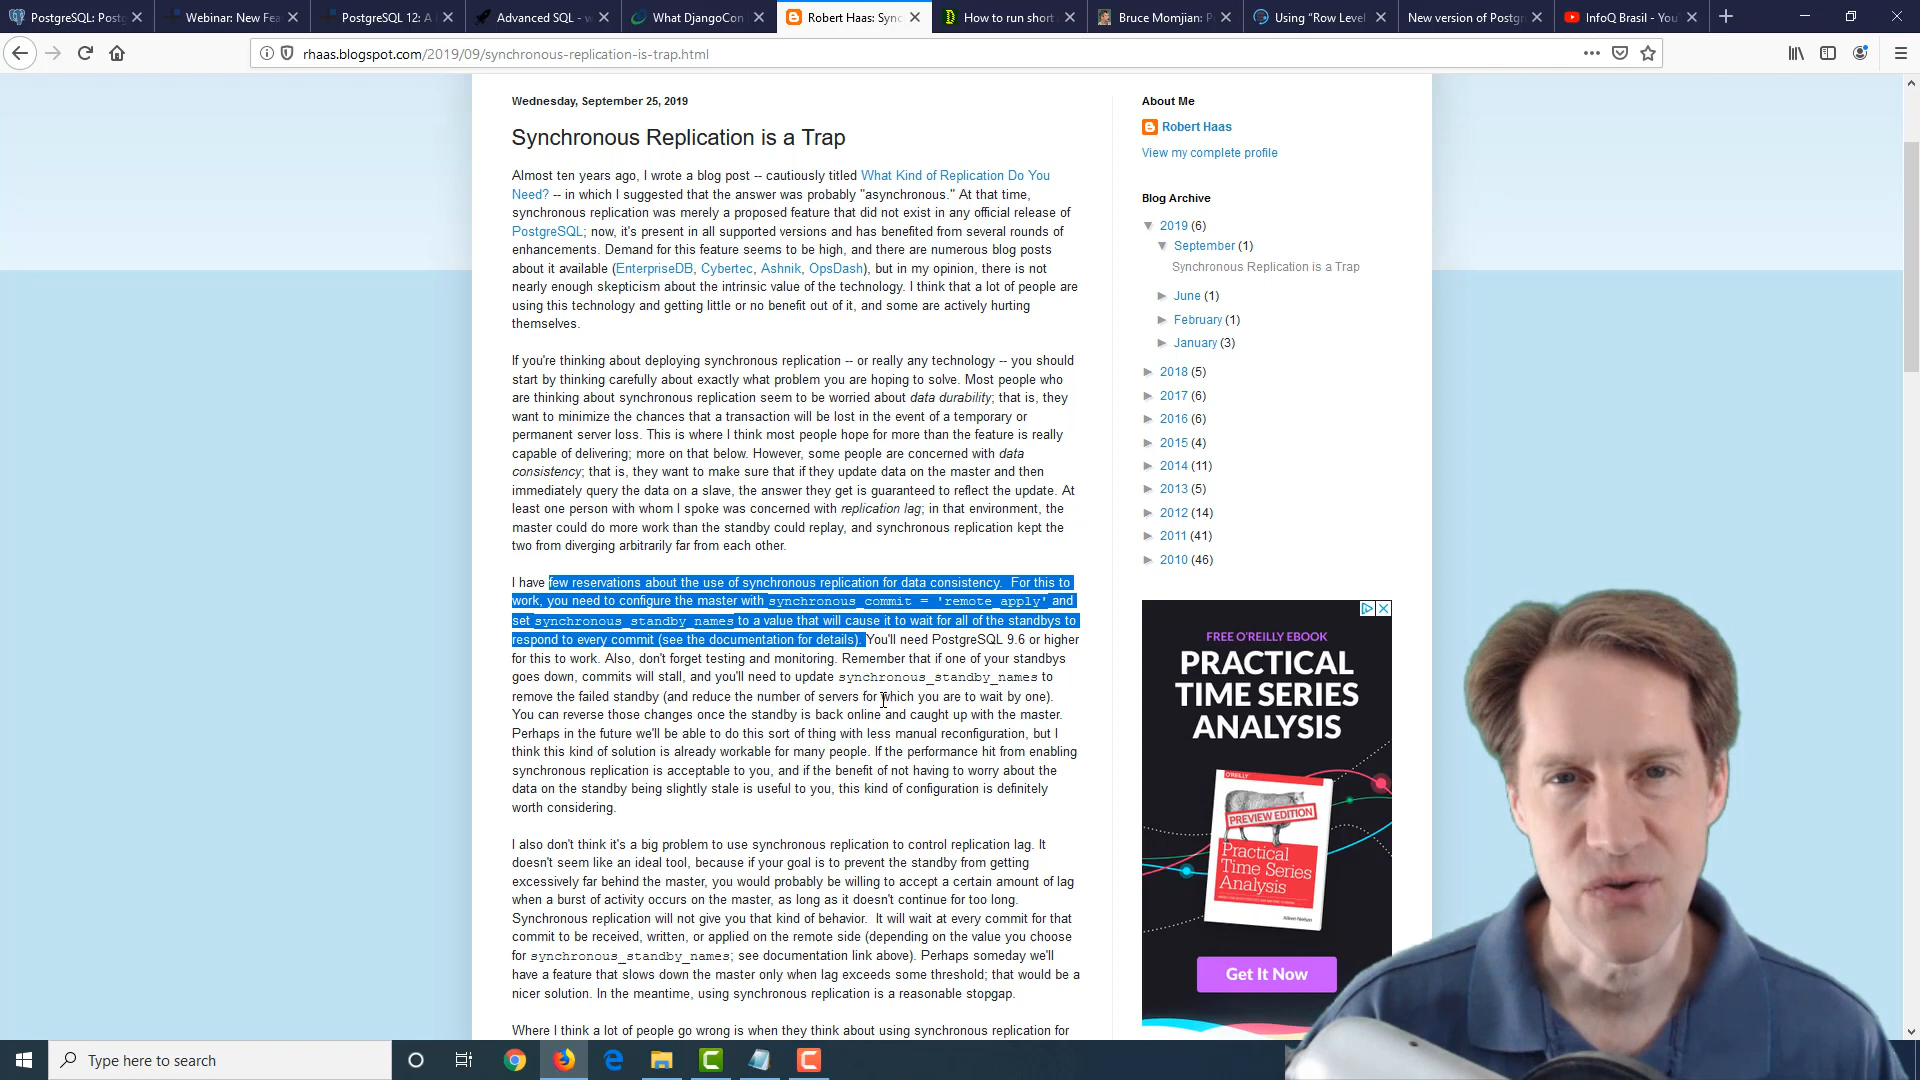 PostgreSQL: Postg
Webinar: New Fea
PostgreSQL 12: A
Advanced SQL - w
What DjangoCon
Robert Haas: Sync
How to run short
Bruce Momjian: P
Using "Row Level
New version of Postgr
InfoQ Brasil - You
rhaas.blogspot.com/2019/09/synchronous-replication-is-trap.html
Wednesday, September 25, 2019
Synchronous Replication is a Trap
Almost ten years ago, I wrote a blog post -- cautiously titled What Kind of Replication Do You
Need? -- in which I suggested that the answer was probably "asynchronous." At that time,
synchronous replication was merely a proposed feature that did not exist in any official release of
PostgreSQL; now, it's present in all supported versions and has benefited from several rounds of
enhancements. Demand for this feature seems to be high, and there are numerous blog posts
about it available (EnterpriseDB, Cybertec, Ashnik, OpsDash), but in my opinion, there is not
nearly enough skepticism about the intrinsic value of the technology. I think that a lot of people are
using this technology and getting little or no benefit out of it, and some are actively hurting
themselves.
If you're thinking about deploying synchronous replication -- or really any technology -- you should
start by thinking carefully about exactly what problem you are hoping to solve. Most people who
are thinking about synchronous replication seem to be worried about data durability; that is, they
want to minimize the chances that a transaction will be lost in the event of a temporary or
permanent server loss. This is where I think most people hope for more than the feature is really
capable of delivering; more on that below. However, some people are concerned with data
consistency; that is, they want to make sure that if they update data on the master and then
immediately query the data on a slave, the answer they get is guaranteed to reflect the update. At
least one person with whom I spoke was concerned with replication lag; in that environment, the
master could do more work than the standby could replay, and synchronous replication kept the
two from diverging arbitrarily far from each other.
I have few reservations about the use of synchronous replication for data consistency.  For this to
work, you need to configure the master with synchronous_commit = 'remote_apply' and
set synchronous_standby_names to a value that will cause it to wait for all of the standbys to
respond to every commit (see the documentation for details). You'll need PostgreSQL 9.6 or higher
for this to work. Also, don't forget testing and monitoring. Remember that if one of your standbys
goes down, commits will stall, and you'll need to update synchronous_standby_names to
remove the failed standby (and reduce the number of servers for which you are to wait by one).
You can reverse those changes once the standby is back online and caught up with the master.
Perhaps in the future we'll be able to do this sort of thing with less manual reconfiguration, but I
think this kind of solution is already workable for many people. If the performance hit from enabling
synchronous replication is acceptable to you, and if the benefit of not having to worry about the
data on the standby being slightly stale is useful to you, this kind of configuration is definitely
worth considering.
I also don't think it's a big problem to use synchronous replication to control replication lag. It
doesn't seem like an ideal tool, because if your goal is to prevent the standby from getting
excessively far behind the master, you would probably be willing to accept a certain amount of lag
when a burst of activity occurs on the master, as long as it doesn't continue for too long.
Synchronous replication will not give you that kind of behavior.  It will wait at every commit for that
commit to be received, written, or applied on the remote side (depending on the value you choose
for synchronous_standby_names; see documentation link above). Perhaps someday we'll
have a feature that slows down the master only when lag exceeds some threshold; that would be a
nicer solution. In the meantime, using synchronous replication is a reasonable stopgap.
Where I think a lot of people go wrong is when they think about using synchronous replication for
About Me
Robert Haas
View my complete profile
Blog Archive
▼ 2019 (6)
▼ September (1)
Synchronous Replication is a Trap
► June (1)
► February (1)
► January (3)
► 2018 (5)
► 2017 (6)
► 2016 (6)
► 2015 (4)
► 2014 (11)
► 2013 (5)
► 2012 (14)
► 2011 (41)
► 2010 (46)
FREE O'REILLY EBOOK
PRACTICAL
TIME SERIES
ANALYSIS
O'REILLY
PREVIEW EDITION
Practical
Time Series
Analysis
Aileen Nielsen
Get It Now
Type here to search